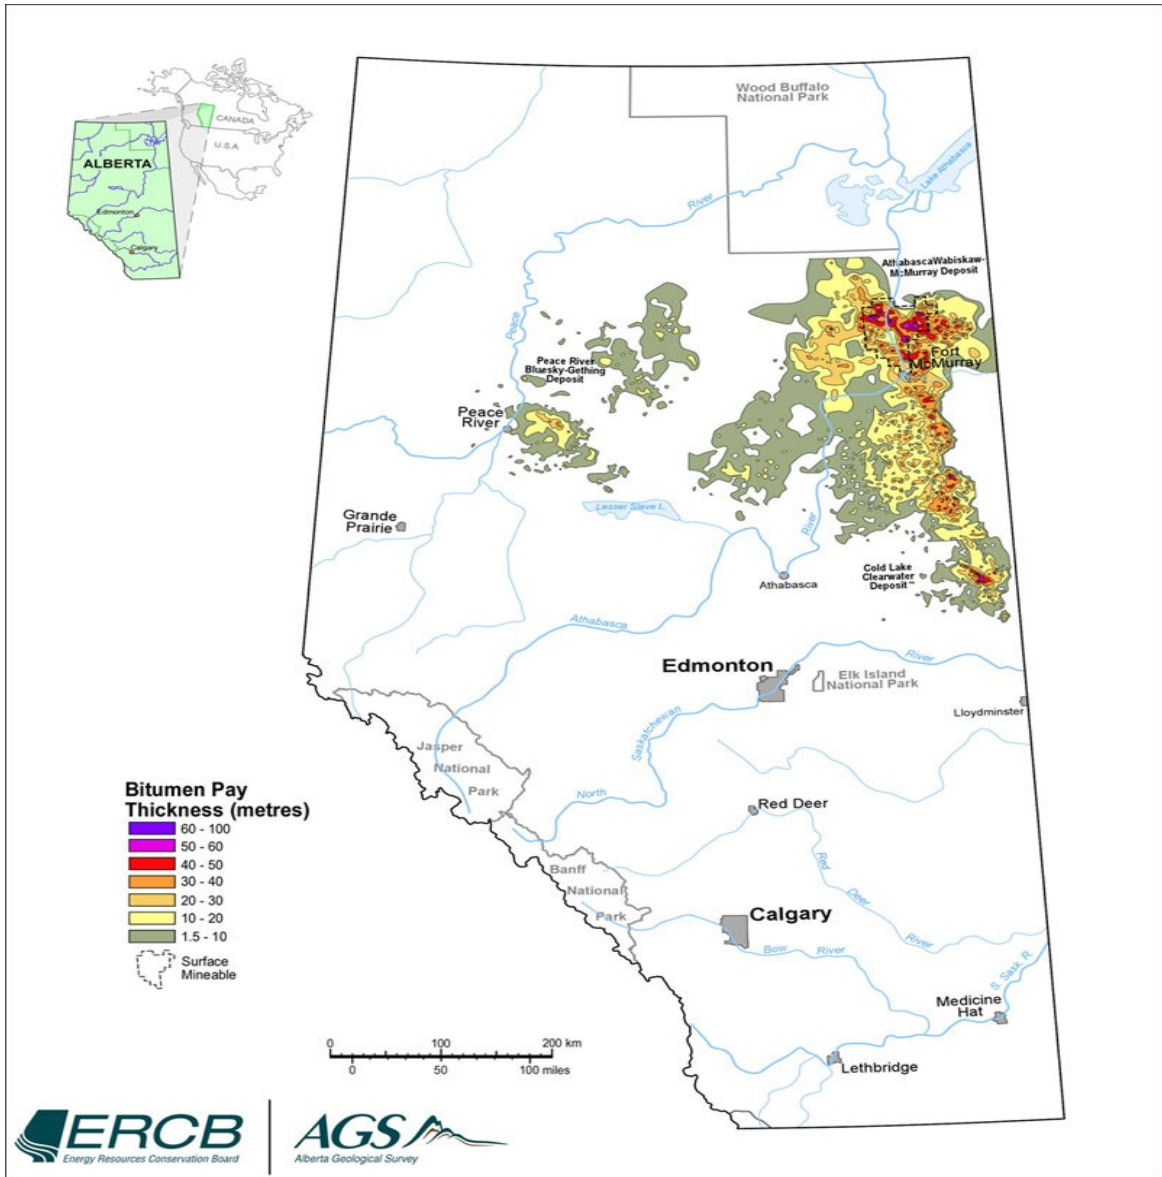 CANADA
U.S.A.
ALBERTA
Edmonton
Calgary
Wood Buffalo
National Park
Lake Athabasca
River
Peace
AthabascaWabiskaw-
McMurray Deposit
Fort
McMurray
Peace River
Bluesky-Gething
Deposit
Peace
River
Grande
Prairie
Lesser Slave L.
River
Athabasca
Cold Lake
Clearwater
Deposit
Athabasca
Edmonton
River
Elk Island
National Park
Lloydminster
Saskatchewan
North
Jasper
National
Park
Red Deer
Red
Deer
River
Banff
National
Park
Calgary
Bow
River
S. Sask. R.
Medicine
Hat
Lethbridge
Bitumen Pay
Thickness (metres)
60 - 100
50 - 60
40 - 50
30 - 40
20 - 30
10 - 20
1.5 - 10
Surface
Mineable
0 100 200 km
0 50 100 miles
ERCB
Energy Resources Conservation Board
AGS
Alberta Geological Survey